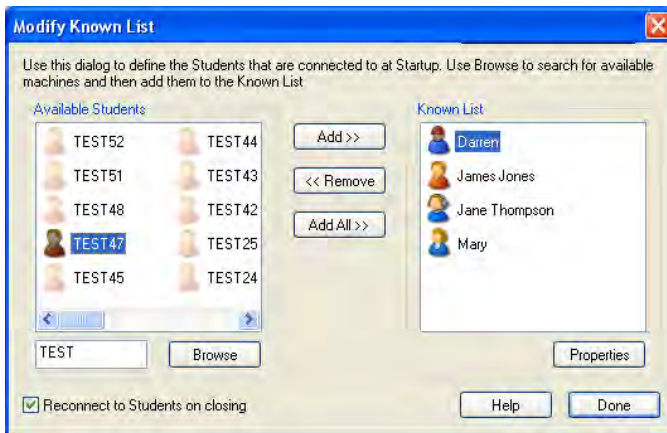 Modify Known List
Use this dialog to define the Students that are connected to at Startup. Use Browse to search for available
machines and then add them to the Known List
Available Students
TEST52
TEST51
TEST48
TEST47
TEST45
TEST44
TEST43
TEST42
TEST25
TEST24
TEST
Browse
Add >>
<< Remove
Add All >>
Known List
Darren
James Jones
Jane Thompson
Mary
Properties
Reconnect to Students on closing
Help
Done